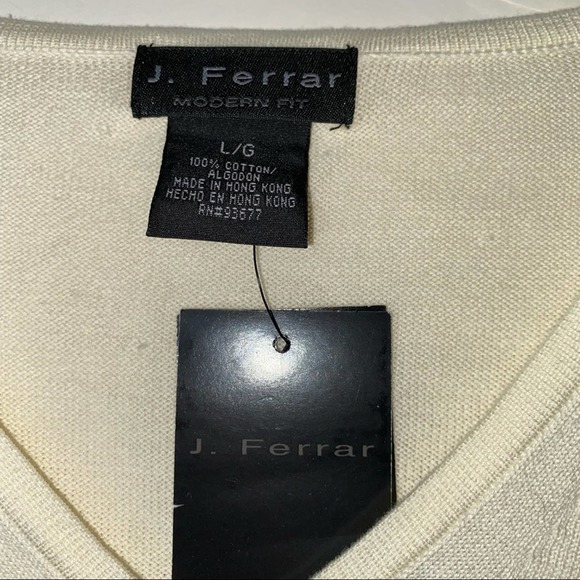 J. Ferrar
MODERN FIT
L/G
100% COTTON/
ALGODON
MADE IN HONG KONG
HECHO EN HONG KONG
RN#93677
J. Ferrar